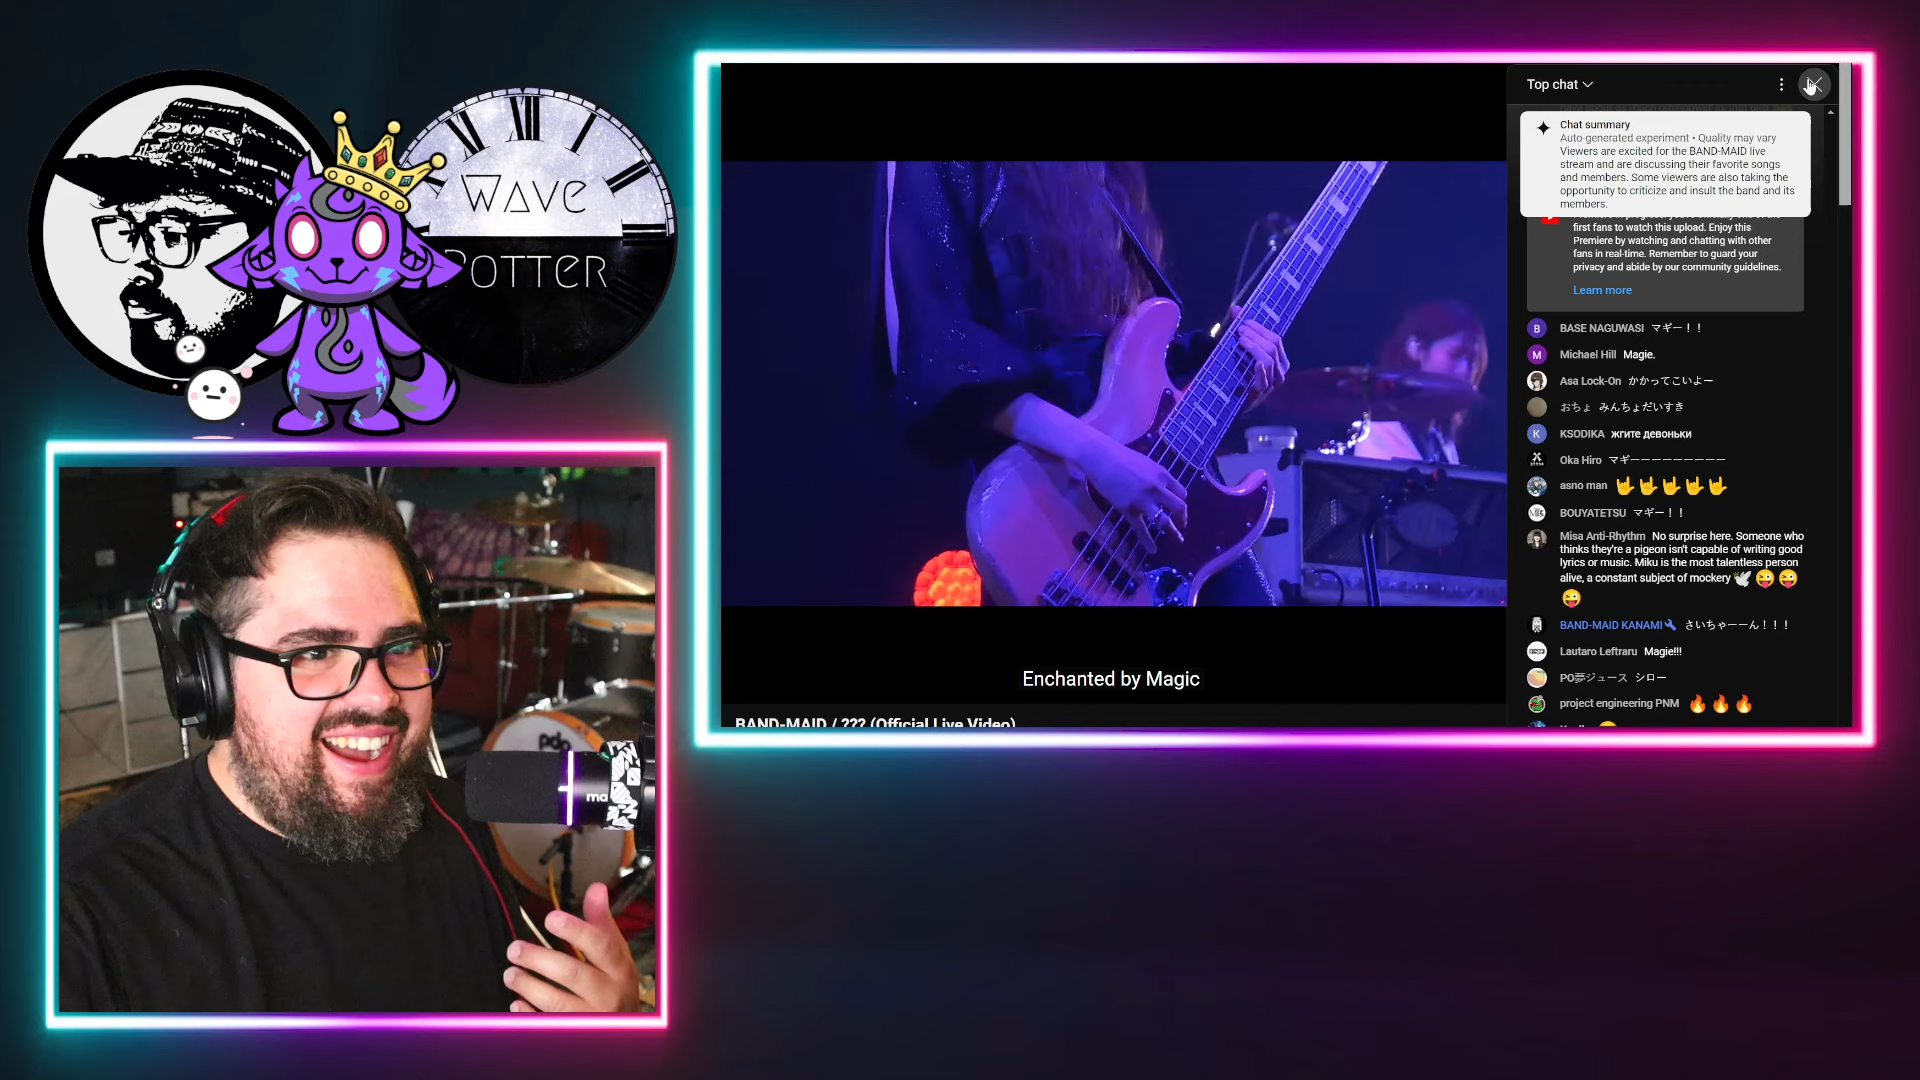 WAVE
POTTER
pdp
ma
Enchanted by Magic
BAND-MAID / ??? (Official Live Video)
Top chat
Chat summary
Auto-generated experiment • Quality may vary
Viewers are excited for the BAND-MAID live
stream and are discussing their favorite songs
and members. Some viewers are also taking the
opportunity to criticize and insult the band and its
members.
first fans to watch this upload. Enjoy this
Premiere by watching and chatting with other
fans in real-time. Remember to guard your
privacy and abide by our community guidelines.
Learn more
B BASE NAGUWASI マギー！！
M Michael Hill Magie.
Asa Lock-On かかってこいよー
おちょ みんちょだいすき
K KSODIKA жгите девоньки
Oka Hiro マギーーーーーーーーーー
asno man 🤟🤟🤟🤟🤟
BOUYATETSU マギー！！
Misa Anti-Rhythm No surprise here. Someone who
thinks they're a pigeon isn't capable of writing good
lyrics or music. Miku is the most talentless person
alive, a constant subject of mockery 🕊️😜😜
😜
BAND-MAID KANAMI さいちゃーーん！！！
Lautaro Leftraru Magie!!!
PO夢ジュース シロー
project engineering PNM 🔥🔥🔥